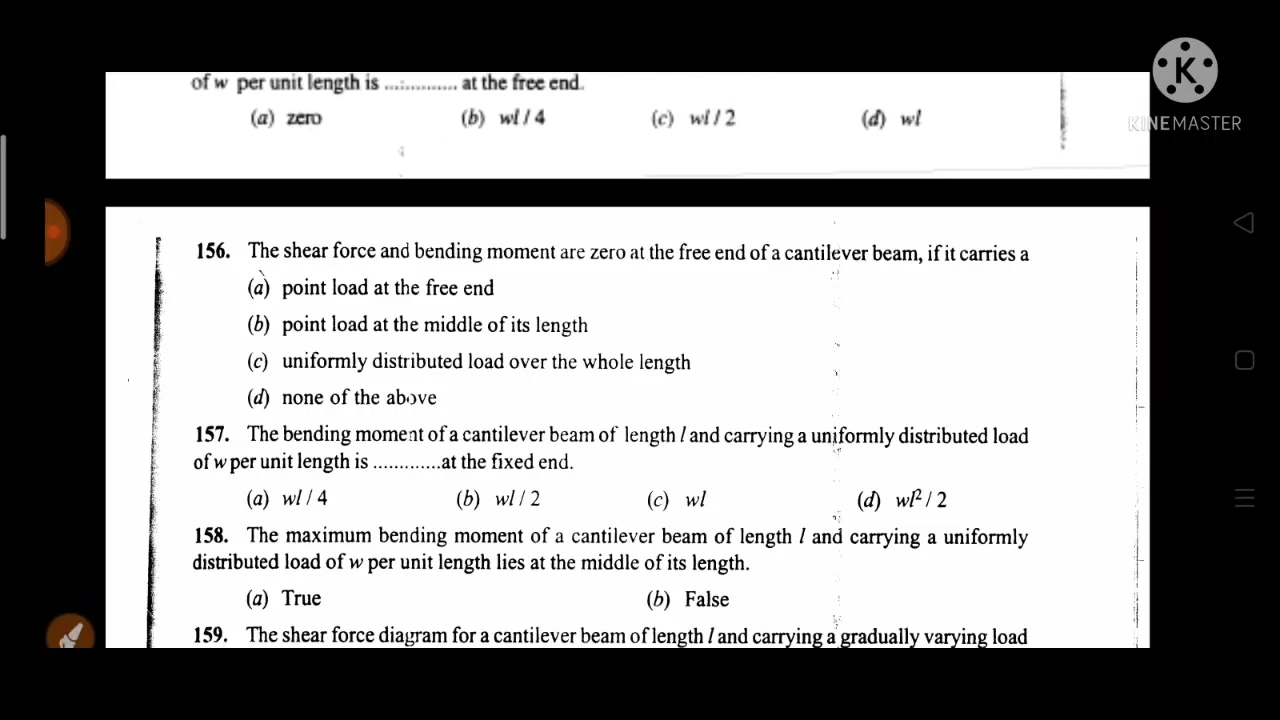 of w per unit length is ............. at the free end.
(a) zero (b) wl / 4 (c) wl / 2 (d) wl
K
KINEMASTER
156. The shear force and bending moment are zero at the free end of a cantilever beam, if it carries a
(a) point load at the free end
(b) point load at the middle of its length
(c) uniformly distributed load over the whole length
(d) none of the above
157. The bending moment of a cantilever beam of length l and carrying a uniformly distributed load
of w per unit length is .............at the fixed end.
(a) wl / 4 (b) wl / 2 (c) wl (d) wl² / 2
158. The maximum bending moment of a cantilever beam of length l and carrying a uniformly
distributed load of w per unit length lies at the middle of its length.
(a) True (b) False
159. The shear force diagram for a cantilever beam of length l and carrying a gradually varying load